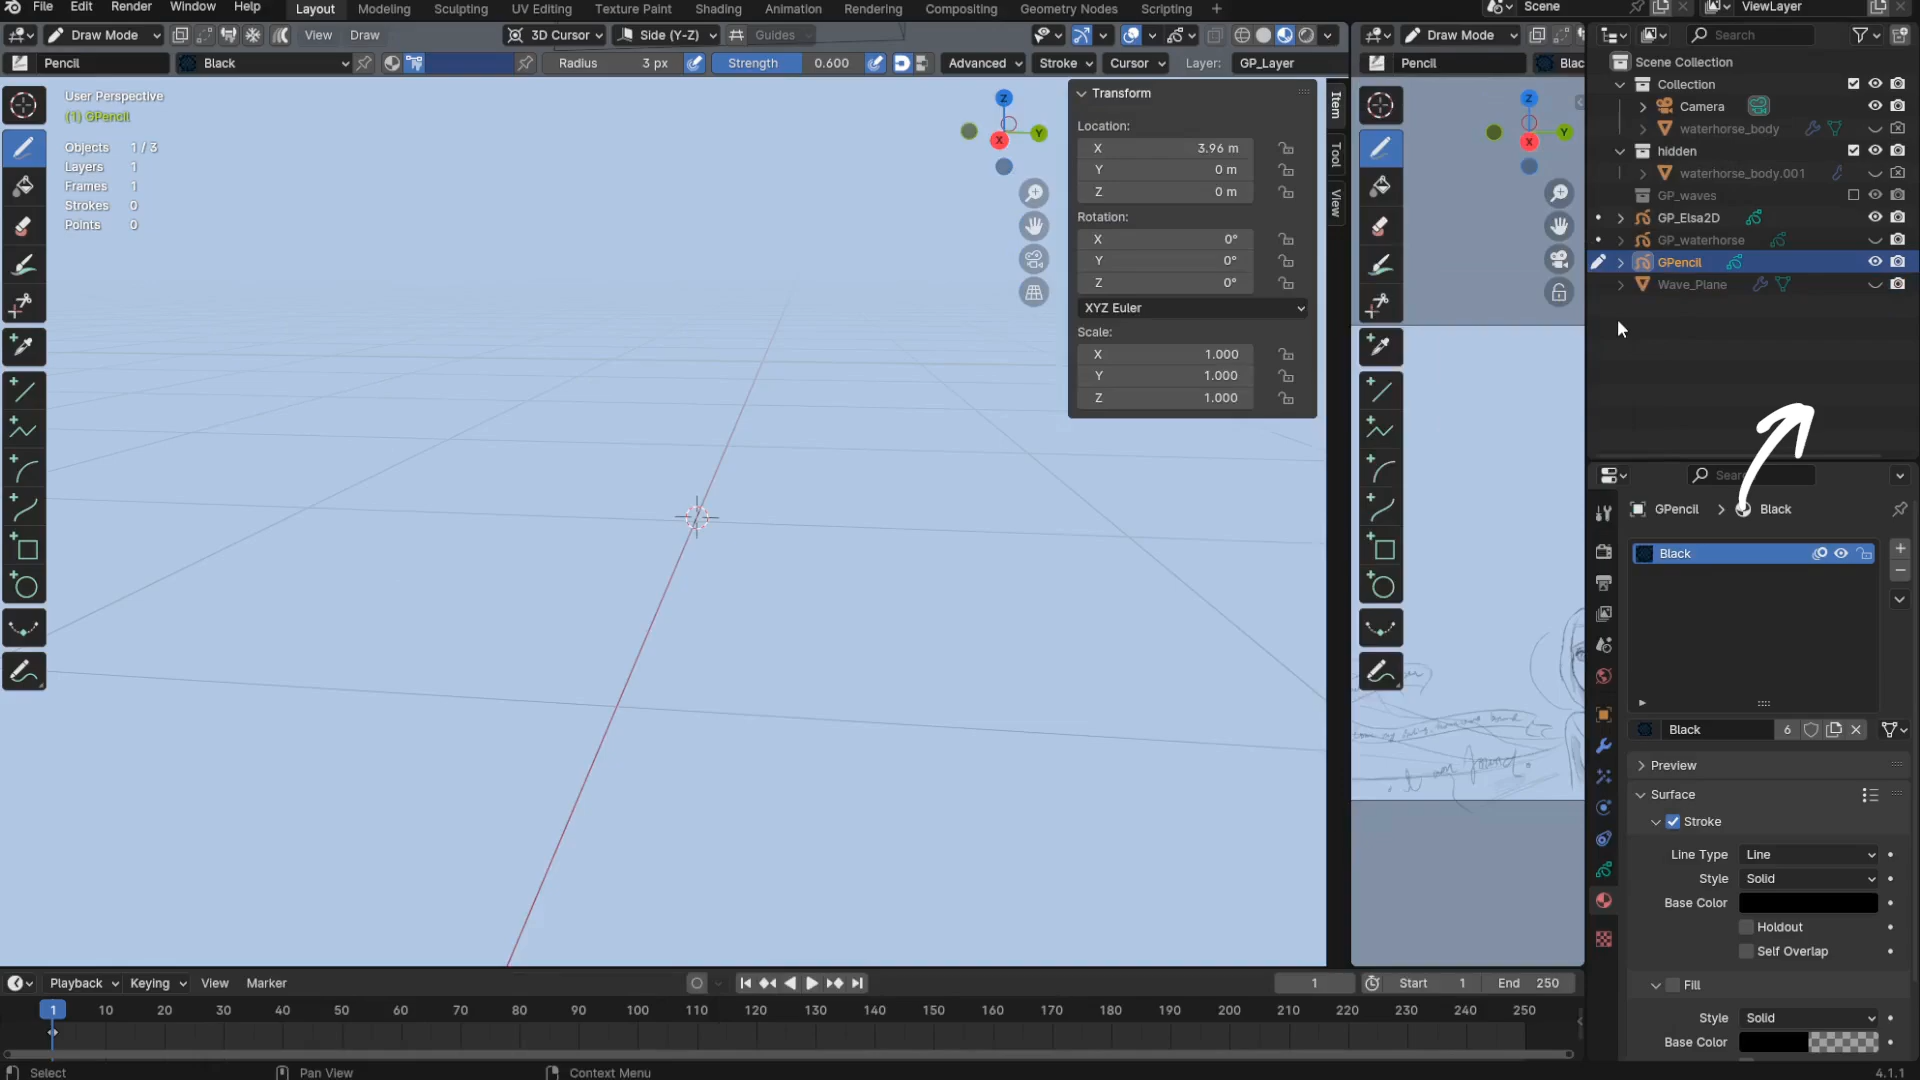 File Edit Render Window Help Layout Modeling Sculpting UV Editing Texture Paint Shading Animation Rendering Compositing Geometry Nodes Scripting + Scene ViewLayer
Draw Mode View Draw 3D Cursor Side (Y-Z) Guides Draw Mode Search
Pencil Black Radius 3 px Strength 0.600 Advanced Stroke Cursor Layer: GP_Layer Pencil Blac
User Perspective
(1) GPencil
Objects 1 / 3
Layers 1
Frames 1
Strokes 0
Points 0
Z
Y
X
Transform
Location:
X 3.96 m
Y 0 m
Z 0 m
Rotation:
X 0°
Y 0°
Z 0°
XYZ Euler
Scale:
X 1.000
Y 1.000
Z 1.000
Item
Tool
View
Z
Y
X
Scene Collection
Collection
Camera
waterhorse_body
hidden
waterhorse_body.001
GP_waves
GP_Elsa2D
GP_waterhorse
GPencil
Wave_Plane
GPencil > Black
Black
Black 6
Preview
Surface
Stroke
Line Type Line
Style Solid
Base Color
Holdout
Self Overlap
Fill
Style Solid
Base Color
I am found.
Playback Keying View Marker 1 Start 1 End 250
1 10 20 30 40 50 60 70 80 90 100 110 120 130 140 150 160 170 180 190 200 210 220 230 240 250
Select Pan View Context Menu 4.1.1